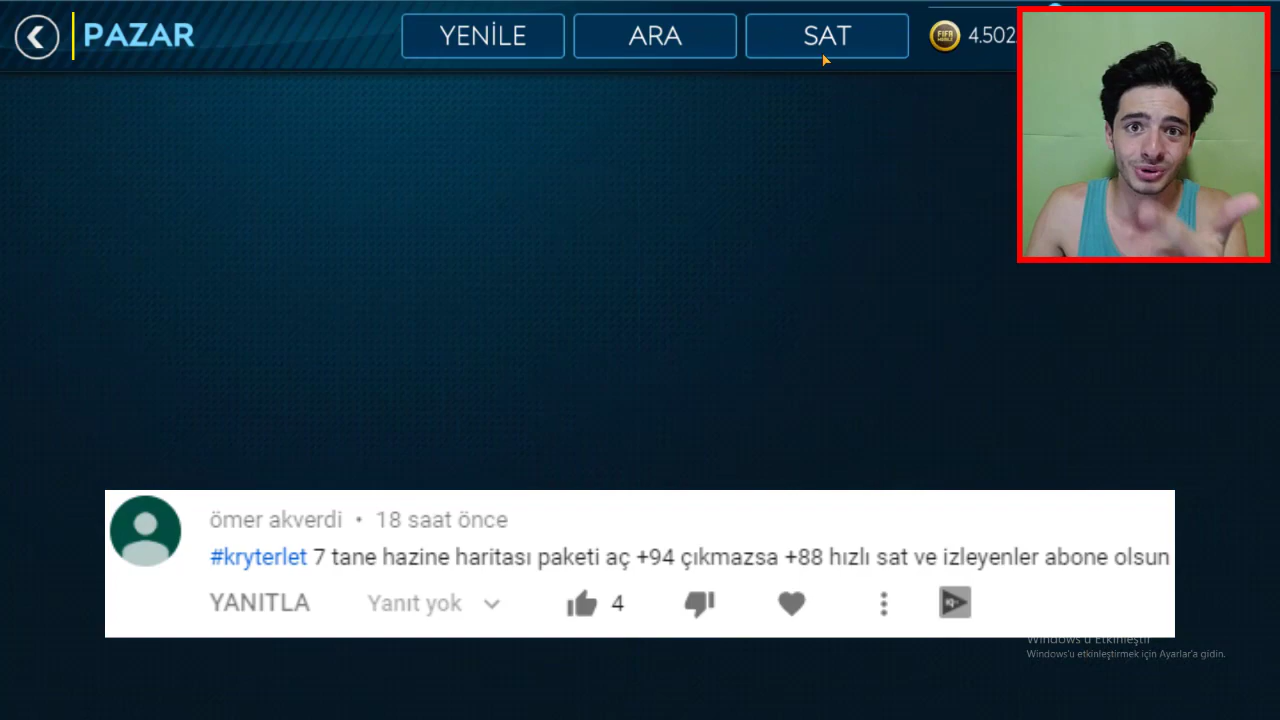 PAZAR
YENİLE
ARA
SAT
FIFA MOBILE
4.502
ömer akverdi • 18 saat önce
#kryterlet 7 tane hazine haritası paketi aç +94 çıkmazsa +88 hızlı sat ve izleyenler abone olsun
YANITLA
Yanıt yok
4
Windows'u Etkinleştir
Windows'u etkinleştirmek için Ayarlar'a gidin.